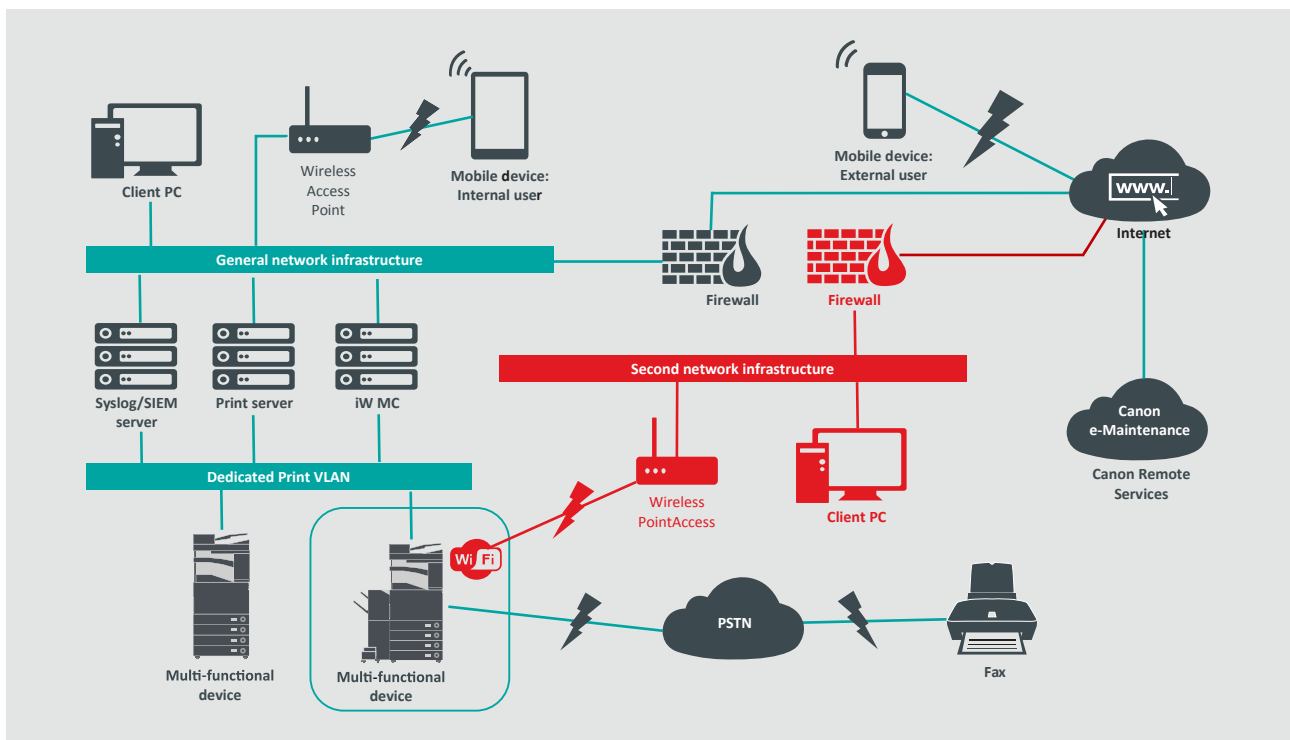 Client PC
Wireless
Access
Point
Mobile device:
Internal user
Mobile device:
External user
www.
Internet
General network infrastructure
Firewall
Firewall
Syslog/SIEM
server
Print server
iW MC
Second network infrastructure
Canon
e-Maintenance
Canon Remote
Services
Dedicated Print VLAN
Wireless
PointAccess
Client PC
Wi Fi
PSTN
Multi-functional
device
Multi-functional
device
Fax